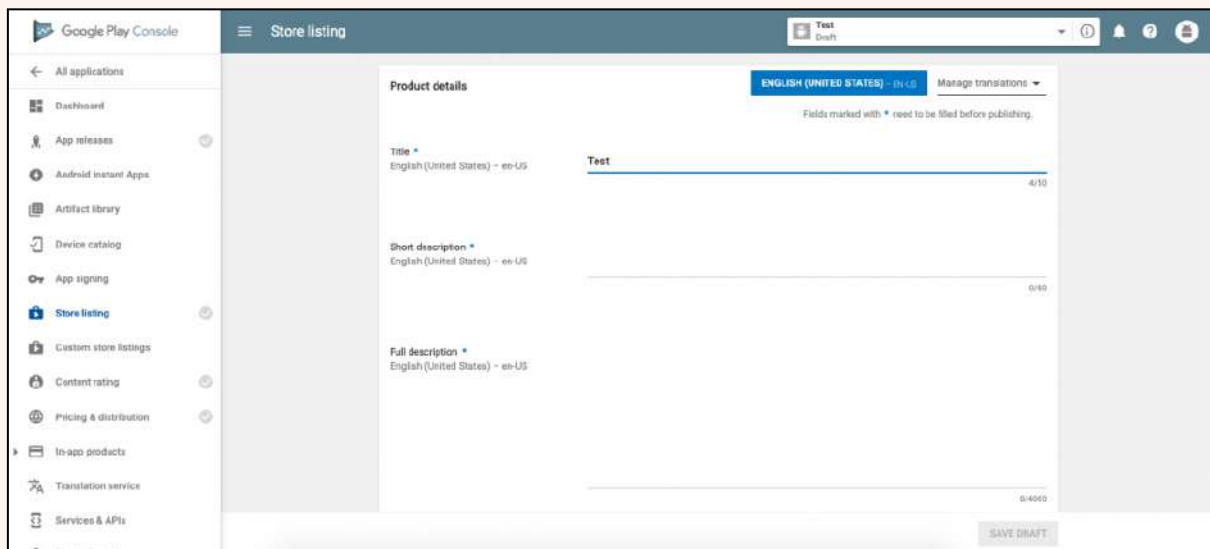 Google Play Console
Store listing
Test
Draft
All applications
Dashboard
App releases
Android Instant Apps
Artifact library
Device catalog
App signing
Store listing
Custom store listings
Content rating
Pricing & distribution
In-app products
Translation service
Services & APIs
Product details
ENGLISH (UNITED STATES) – EN-US
Manage translations
Fields marked with * need to be filled before publishing.
Title *
English (United States) – en-US
Test
4/50
Short description *
English (United States) – en-US
0/80
Full description *
English (United States) – en-US
0/4000
SAVE DRAFT